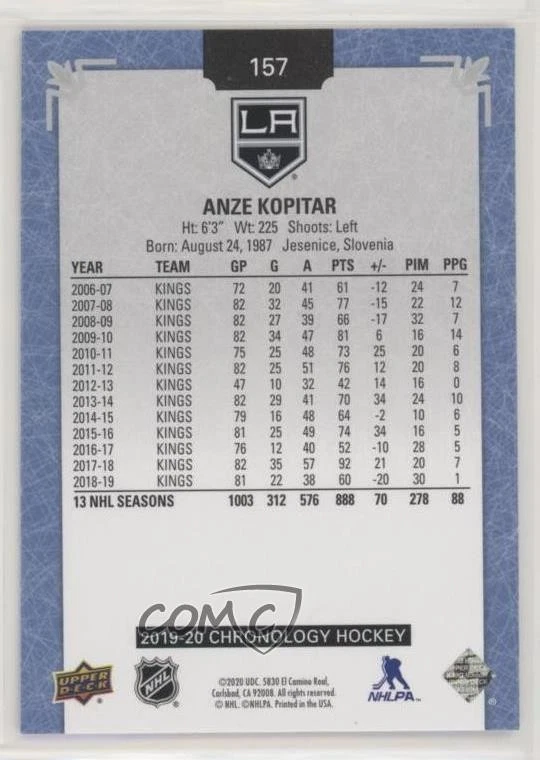 157
LA
ANZE KOPITAR
Ht: 6'3" Wt: 225 Shoots: Left
Born: August 24, 1987 Jesenice, Slovenia
YEAR TEAM GP G A PTS +/- PIM PPG
2006-07 KINGS 72 20 41 61 -12 24 7
2007-08 KINGS 82 32 45 77 -15 22 12
2008-09 KINGS 82 27 39 66 -17 32 7
2009-10 KINGS 82 34 47 81 6 16 14
2010-11 KINGS 75 25 48 73 25 20 6
2011-12 KINGS 82 25 51 76 12 20 8
2012-13 KINGS 47 10 32 42 14 16 0
2013-14 KINGS 82 29 41 70 34 24 10
2014-15 KINGS 79 16 48 64 -2 10 6
2015-16 KINGS 81 25 49 74 34 16 5
2016-17 KINGS 76 12 40 52 -10 28 5
2017-18 KINGS 82 35 57 92 21 20 7
2018-19 KINGS 81 22 38 60 -20 30 1
13 NHL SEASONS 1003 312 576 888 70 278 88
COMC
2019-20 CHRONOLOGY HOCKEY
UPPER DECK
NHL
©2020 UDC. 5830 El Camino Real,
Carlsbad, CA 92008. All rights reserved.
© NHL. ©NHLPA. Printed in the USA.
NHLPA